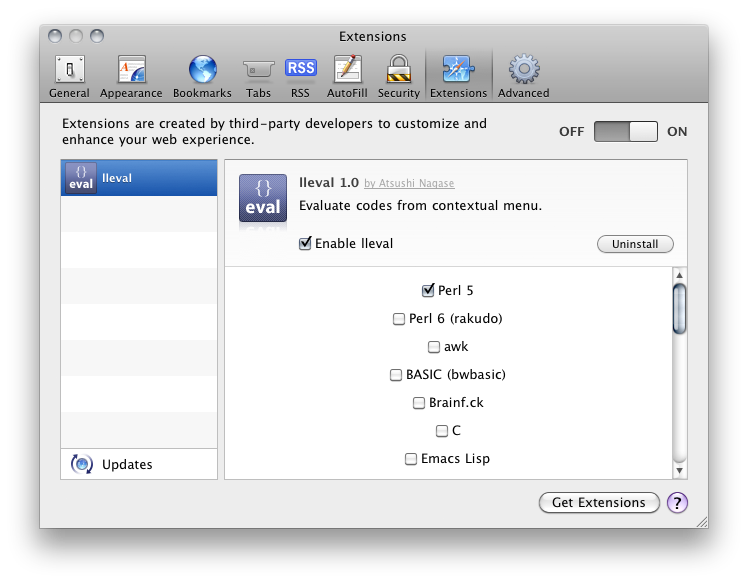 Extensions
General Appearance Bookmarks Tabs RSS AutoFill Security Extensions Advanced
RSS
Extensions are created by third-party developers to customize and
enhance your web experience.
OFF ON
{}
eval
lleval
Updates
{}
eval
lleval 1.0 by Atsushi Nagase
Evaluate codes from contextual menu.
Enable lleval
Uninstall
Perl 5
Perl 6 (rakudo)
awk
BASIC (bwbasic)
Brainf.ck
C
Emacs Lisp
Get Extensions ?